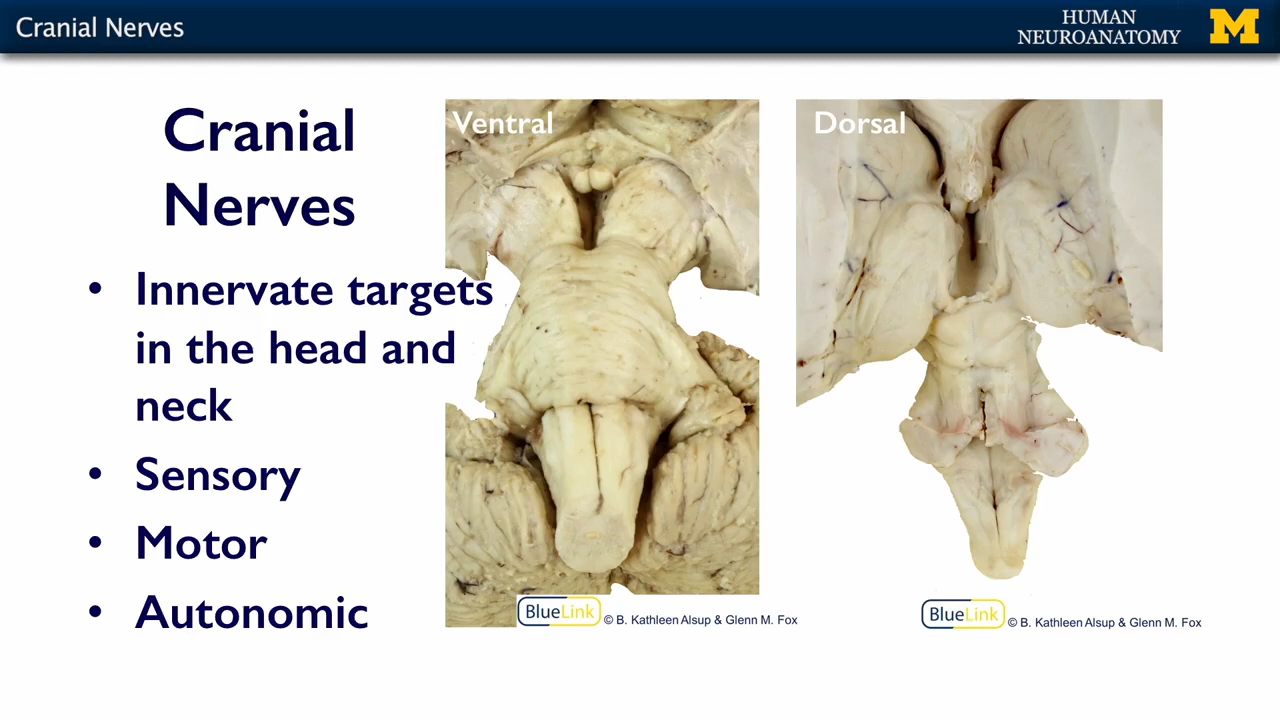 Cranial Nerves
HUMAN
NEUROANATOMY
M
Cranial
Nerves
• Innervate targets
in the head and
neck
• Sensory
• Motor
• Autonomic
Ventral
Dorsal
BlueLink © B. Kathleen Alsup & Glenn M. Fox
BlueLink © B. Kathleen Alsup & Glenn M. Fox